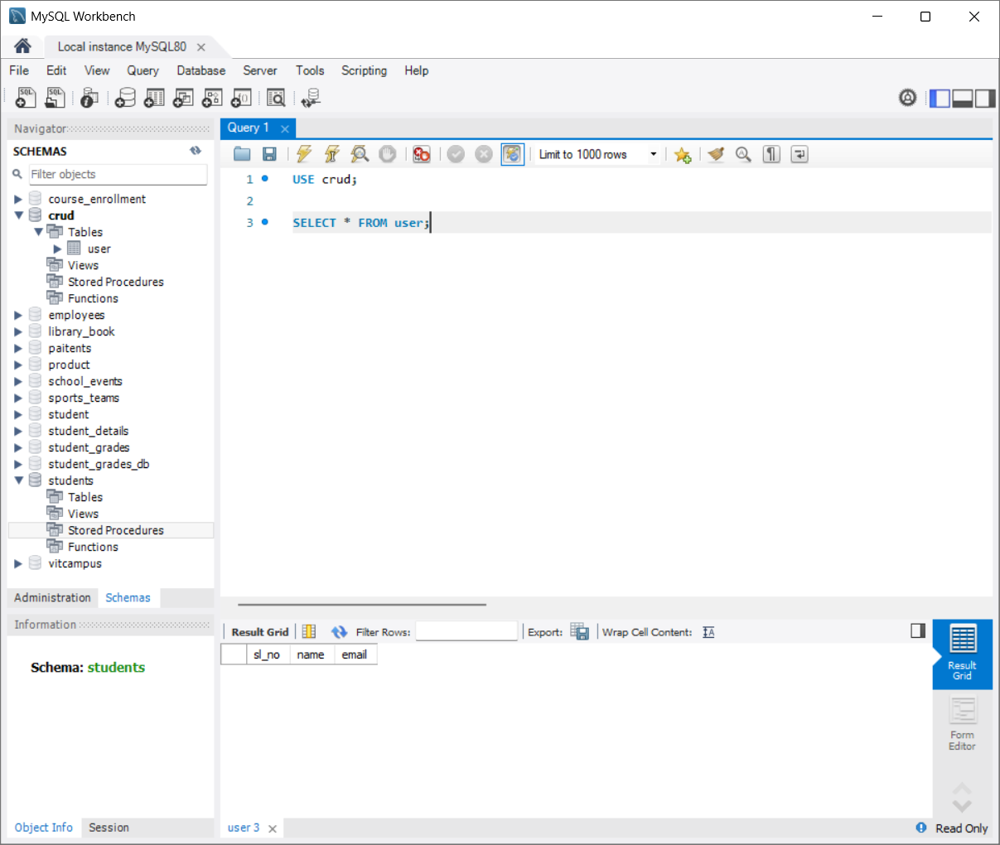 MySQL Workbench
Local instance MySQL80
File Edit View Query Database Server Tools Scripting Help
SQL SQL
Navigator
Query 1
SCHEMAS
Limit to 1000 rows
Filter objects
1 USE crud;
2
3 SELECT * FROM user;
course_enrollment
crud
Tables
user
Views
Stored Procedures
Functions
employees
library_book
paitents
product
school_events
sports_teams
student
student_details
student_grades
student_grades_db
students
Tables
Views
Stored Procedures
Functions
vitcampus
Administration Schemas
Information
Schema: students
Object Info Session
Result Grid Filter Rows: Export: Wrap Cell Content:
sl_no name email
Result
Grid
Form
Editor
user 3
Read Only